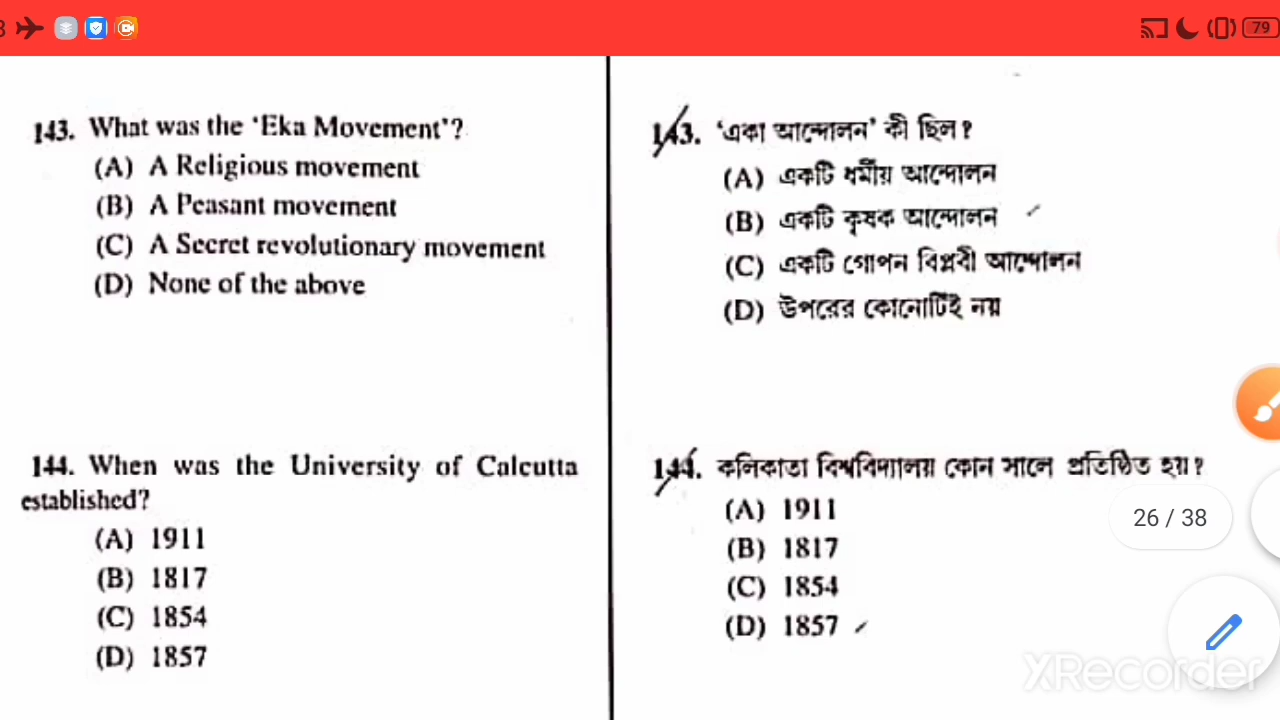 79
143. What was the ‘Eka Movement’?
(A) A Religious movement
(B) A Peasant movement
(C) A Secret revolutionary movement
(D) None of the above
144. When was the University of Calcutta
established?
(A) 1911
(B) 1817
(C) 1854
(D) 1857
143. ‘একা আন্দোলন’ কী ছিল?
(A) একটি ধর্মীয় আন্দোলন
(B) একটি কৃষক আন্দোলন
(C) একটি গোপন বিপ্লবী আন্দোলন
(D) উপরের কোনোটিই নয়
144. কলিকাতা বিশ্ববিদ্যালয় কোন সালে প্রতিষ্ঠিত হয়?
(A) 1911
(B) 1817
(C) 1854
(D) 1857
26 / 38
XRecorder